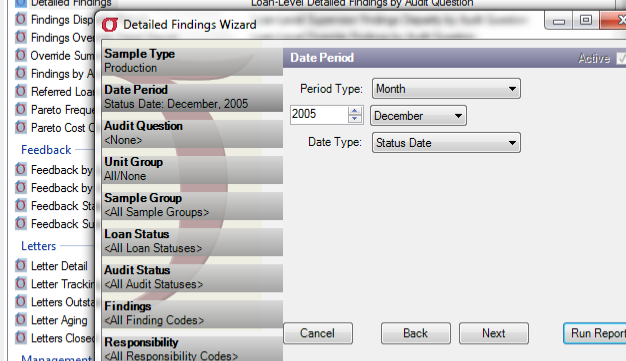 Detailed Findings
Loan-Level Detailed Findings by Audit Question
Findings Disp
Findings Ove
Override Sum
Findings by A
Referred Loa
Pareto Freque
Pareto Cost C
Feedback
Feedback by
Feedback by
Feedback Sta
Feedback Su
Letters
Letter Detail
Letter Trackin
Letters Outsta
Letter Aging
Letters Closed
Management
Detailed Findings Wizard
Sample Type
Production
Date Period
Status Date: December, 2005
Audit Question
<None>
Unit Group
All/None
Sample Group
<All Sample Groups>
Loan Status
<All Loan Statuses>
Audit Status
<All Audit Statuses>
Findings
<All Finding Codes>
Responsibility
<All Responsibility Codes>
Date Period
Active
Period Type: Month
2005 December
Date Type: Status Date
Cancel Back Next Run Report